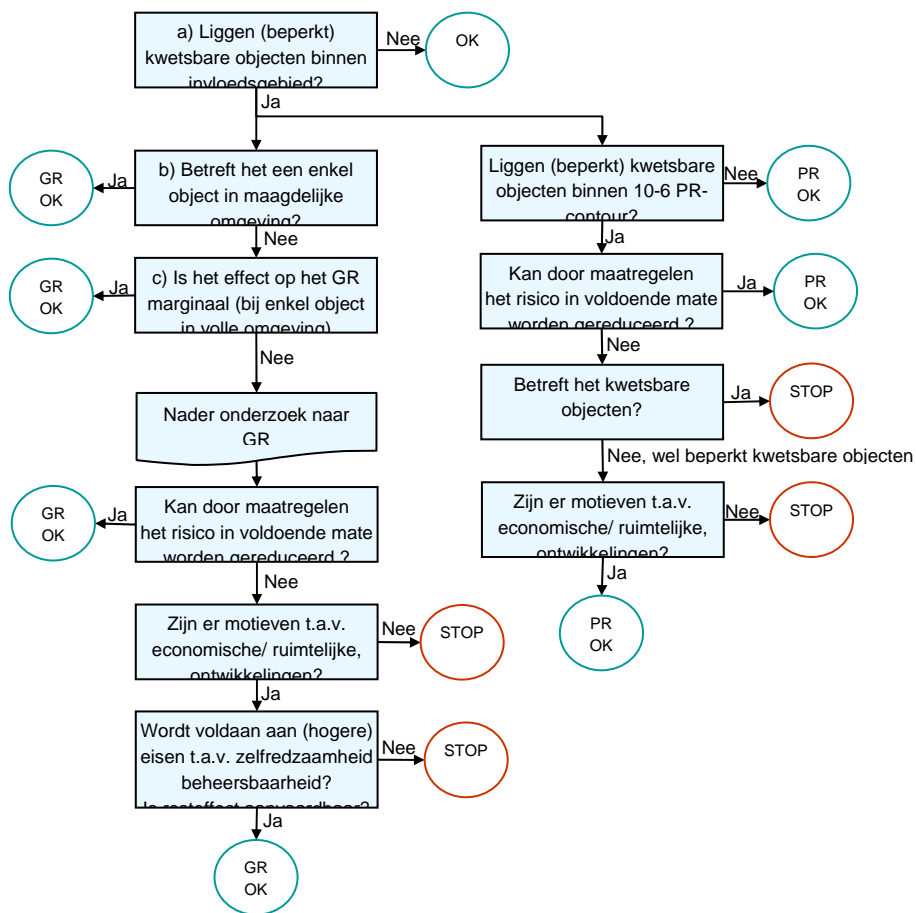 a) Liggen (beperkt)
kwetsbare objecten binnen
invloedsgebied?
Nee
OK
Ja
b) Betreft het een enkel
object in maagdelijke
omgeving?
Ja
GR
OK
Nee
c) Is het effect op het GR
marginaal (bij enkel object
in volle omgeving)
Ja
GR
OK
Nee
Nader onderzoek naar
GR
Kan door maatregelen
het risico in voldoende mate
worden gereduceerd ?
Ja
GR
OK
Nee
Zijn er motieven t.a.v.
economische/ ruimtelijke,
ontwikkelingen?
Nee
STOP
Ja
Wordt voldaan aan (hogere)
eisen t.a.v. zelfredzaamheid
beheersbaarheid?
Is resteffect aanvaardbaar?
Nee
STOP
Ja
GR
OK
Liggen (beperkt) kwetsbare
objecten binnen 10-6 PR-
contour?
Nee
PR
OK
Ja
Kan door maatregelen
het risico in voldoende mate
worden gereduceerd ?
Ja
PR
OK
Nee
Betreft het kwetsbare
objecten?
Ja
STOP
Nee, wel beperkt kwetsbare objecten
Zijn er motieven t.a.v.
economische/ ruimtelijke,
ontwikkelingen?
Nee
STOP
Ja
PR
OK